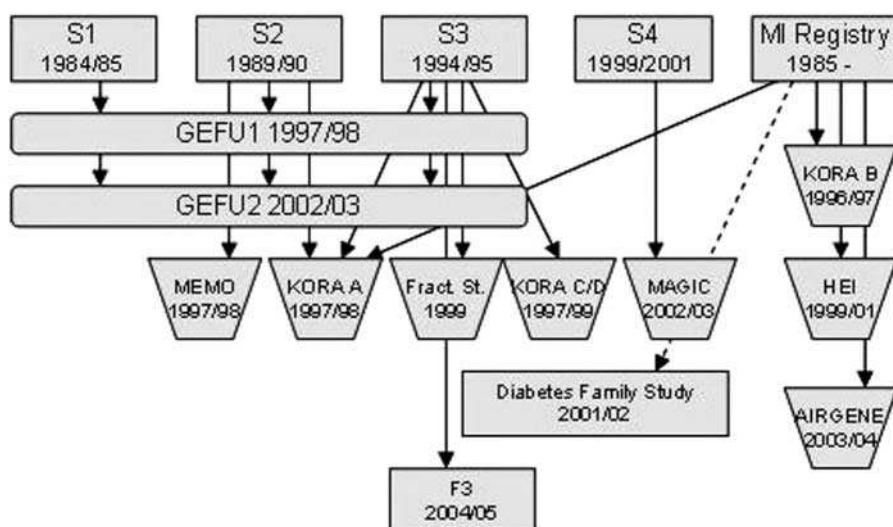 S1
1984/85
S2
1989/90
S3
1994/95
S4
1999/2001
MI Registry
1985 -
GEFU1 1997/98
GEFU2 2002/03
KORA B
1996/97
MEMO
1997/98
KORA A
1997/98
Fract. St.
1999
KORA C/D
1997/99
MAGIC
2002/03
HEI
1999/01
Diabetes Family Study
2001/02
AIRGENE
2003/04
F3
2004/05